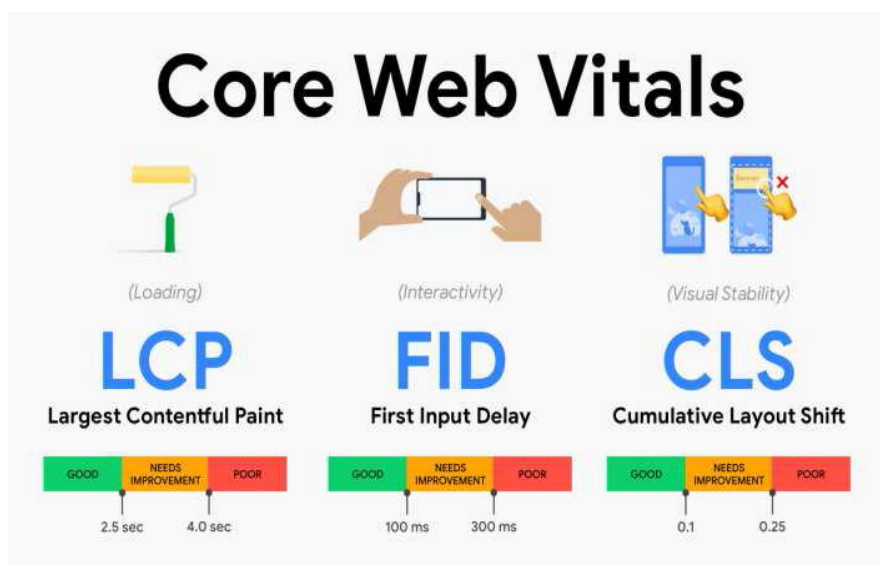 Core Web Vitals
(Loading)
(Interactivity)
(Visual Stability)
LCP
FID
CLS
Largest Contentful Paint
First Input Delay
Cumulative Layout Shift
GOOD
NEEDS
IMPROVEMENT
POOR
GOOD
NEEDS
IMPROVEMENT
POOR
GOOD
NEEDS
IMPROVEMENT
POOR
2.5 sec
4.0 sec
100 ms
300 ms
0.1
0.25